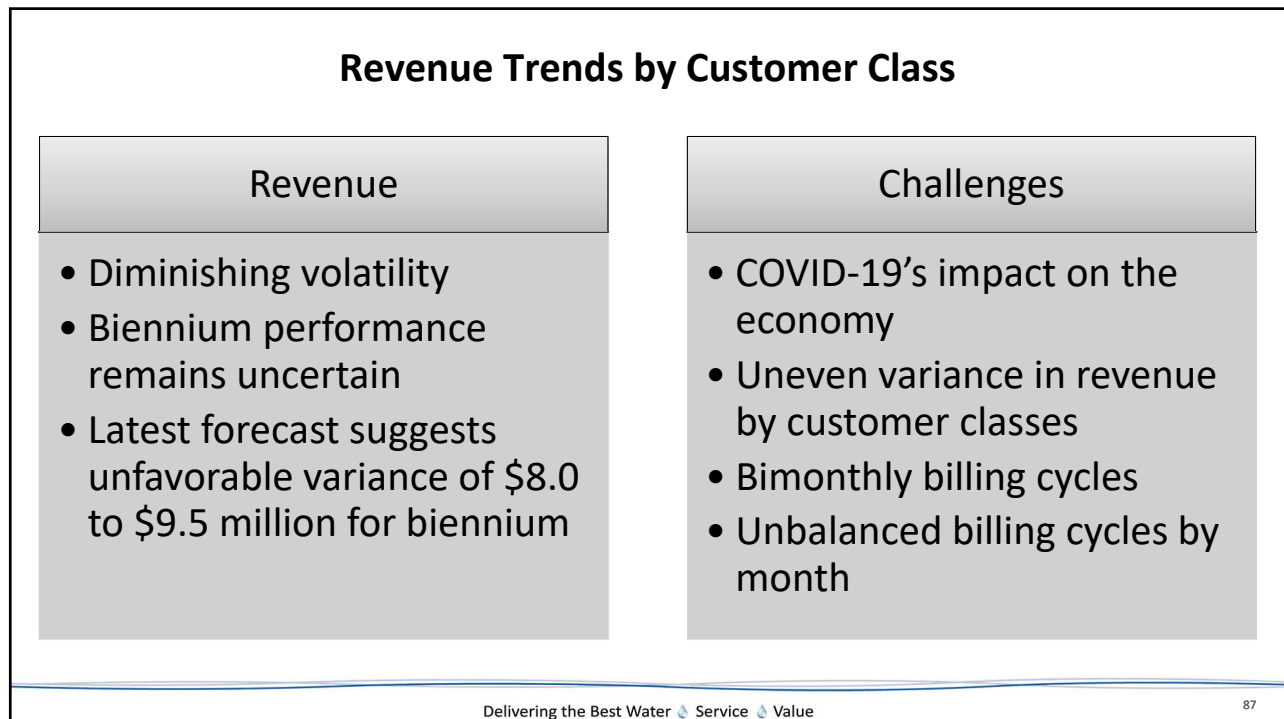 Revenue Trends by Customer Class
Revenue
• Diminishing volatility
• Biennium performance
remains uncertain
• Latest forecast suggests
unfavorable variance of $8.0
to $9.5 million for biennium
Challenges
• COVID-19’s impact on the
economy
• Uneven variance in revenue
by customer classes
• Bimonthly billing cycles
• Unbalanced billing cycles by
month
Delivering the Best Water Service Value
87